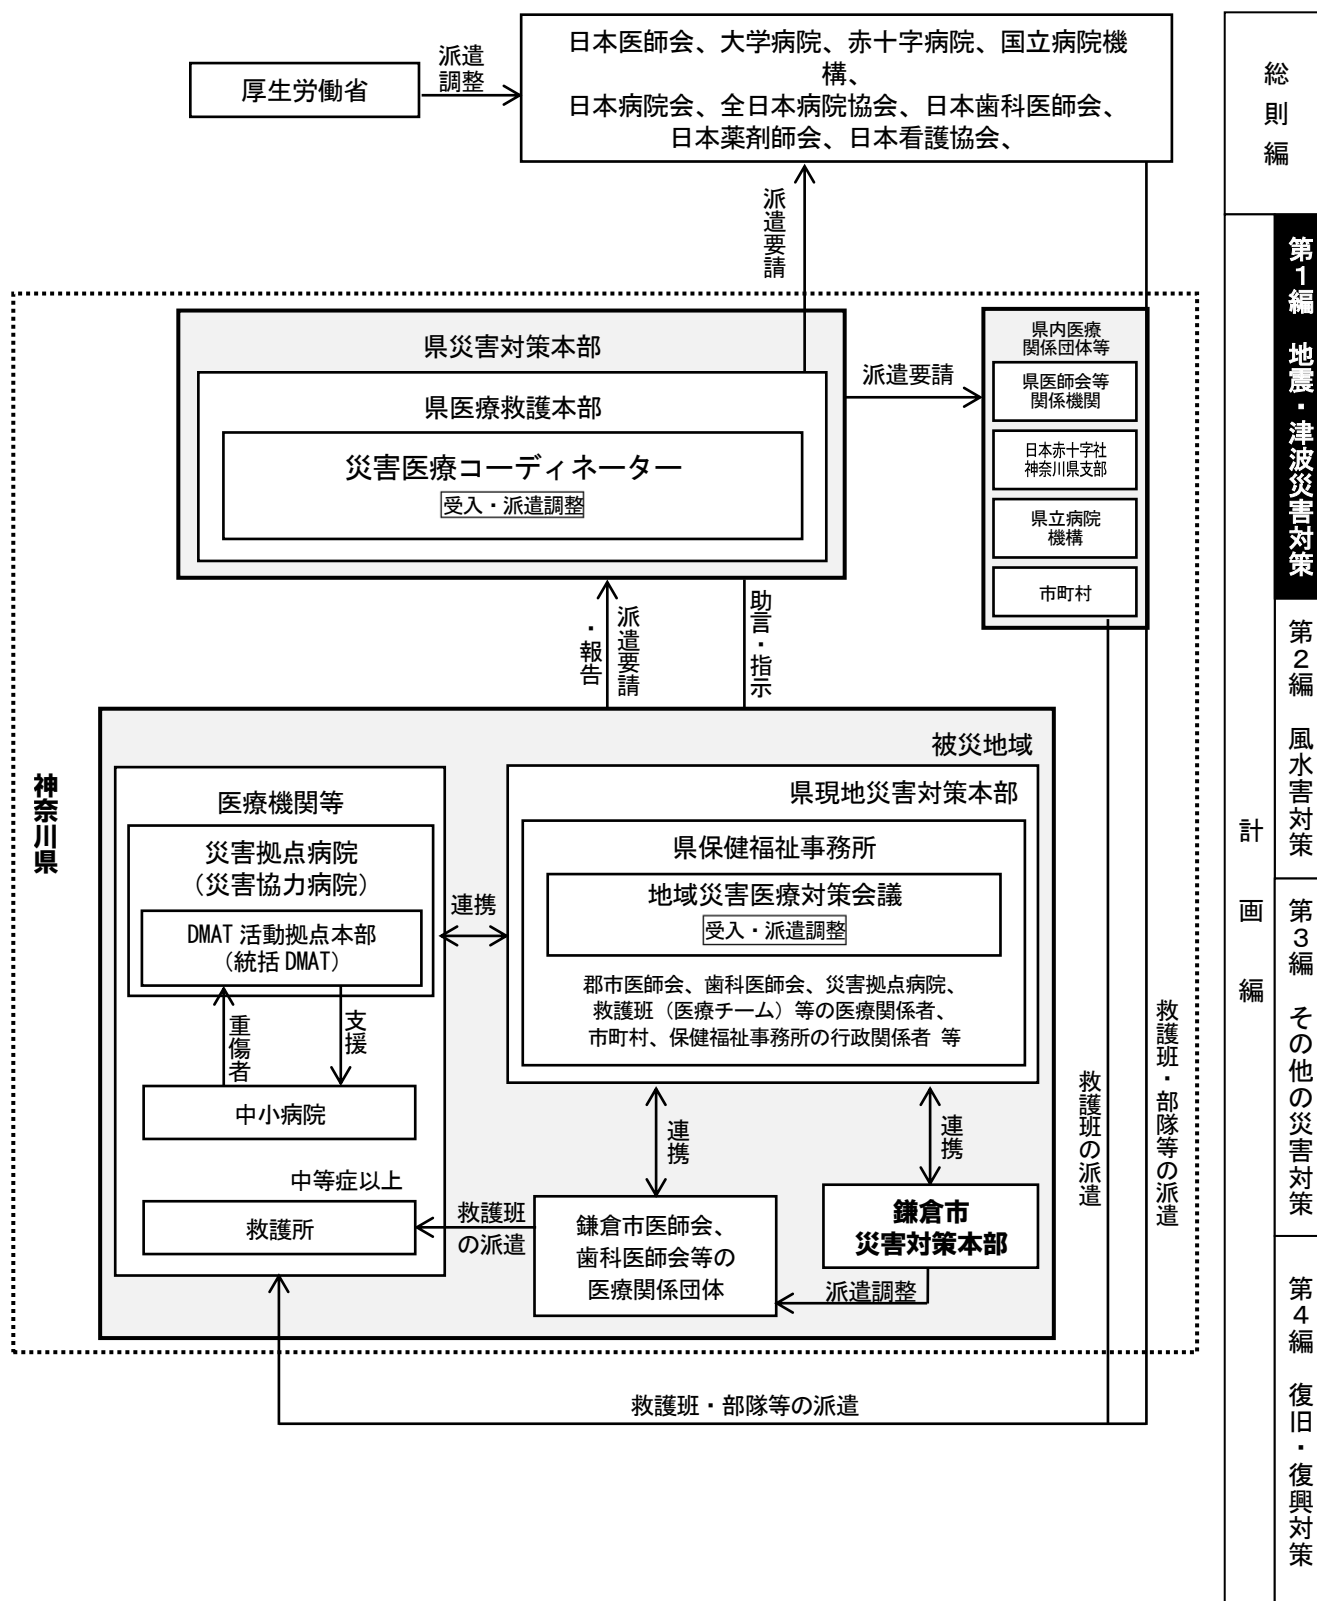 日本医師会、大学病院、赤十字病院、国立病院機
構、
日本病院会、全日本病院協会、日本歯科医師会、
日本薬剤師会、日本看護協会、
厚生労働省
派遣
調整
派遣要請
県災害対策本部
県医療救護本部
災害医療コーディネーター
受入・派遣調整
派遣要請
県内医療
関係団体等
県医師会等
関係機関
日本赤十字社
神奈川県支部
県立病院
機構
市町村
派遣要請
・報告
助言・指示
神奈川県
被災地域
医療機関等
災害拠点病院
（災害協力病院）
DMAT 活動拠点本部
（統括 DMAT）
重傷者
支援
中小病院
中等症以上
救護所
連携
県現地災害対策本部
県保健福祉事務所
地域災害医療対策会議
受入・派遣調整
郡市医師会、歯科医師会、災害拠点病院、
救護班（医療チーム）等の医療関係者、
市町村、保健福祉事務所の行政関係者 等
連携
連携
救護班
の派遣
鎌倉市医師会、
歯科医師会等の
医療関係団体
鎌倉市
災害対策本部
派遣調整
救護班の派遣
救護班・部隊等の派遣
救護班・部隊等の派遣
総則編
計画編
第１編 地震・津波災害対策
第２編 風水害対策
第３編 その他の災害対策
第４編 復旧・復興対策